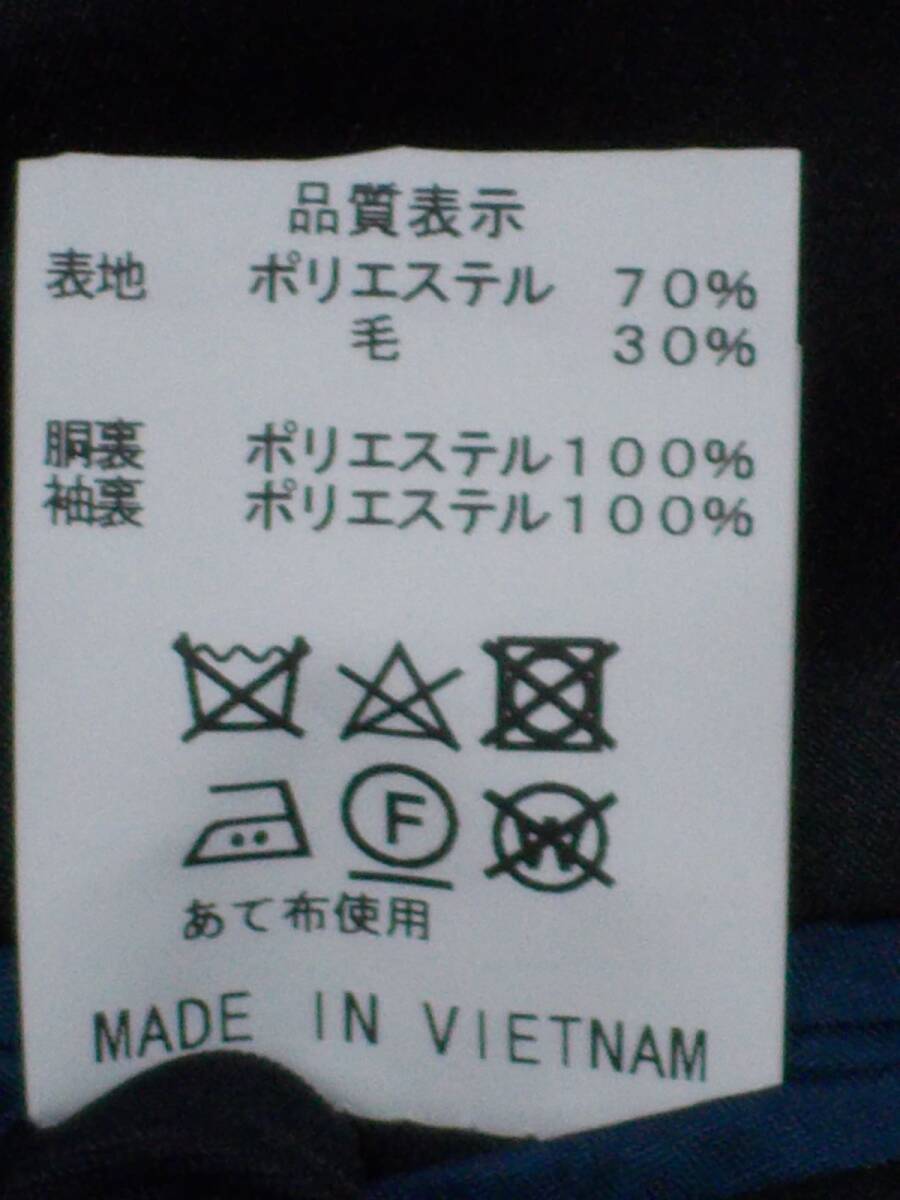 品質表示
表地 ポリエステル 70%
毛 30%
胴裏 ポリエステル100%
袖裏 ポリエステル100%
F W
あて布使用
MADE IN VIETNAM